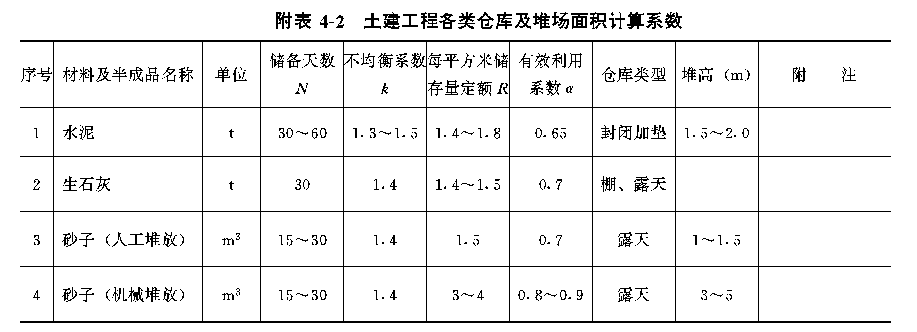 附表 4-2 土建工程各类仓库及堆场面积计算系数
序号 材料及半成品名称 单位 储备天数 N 不均衡系数 k 每平方米储存量定额 R 有效利用系数 α 仓库类型 堆高（m） 附 注
1 水泥 t 30～60 1.3～1.5 1.4～1.8 0.65 封闭加垫 1.5～2.0
2 生石灰 t 30 1.4 1.4～1.5 0.7 棚、露天
3 砂子（人工堆放） m³ 15～30 1.4 1.5 0.7 露天 1～1.5
4 砂子（机械堆放） m³ 15～30 1.4 3～4 0.8～0.9 露天 3～5